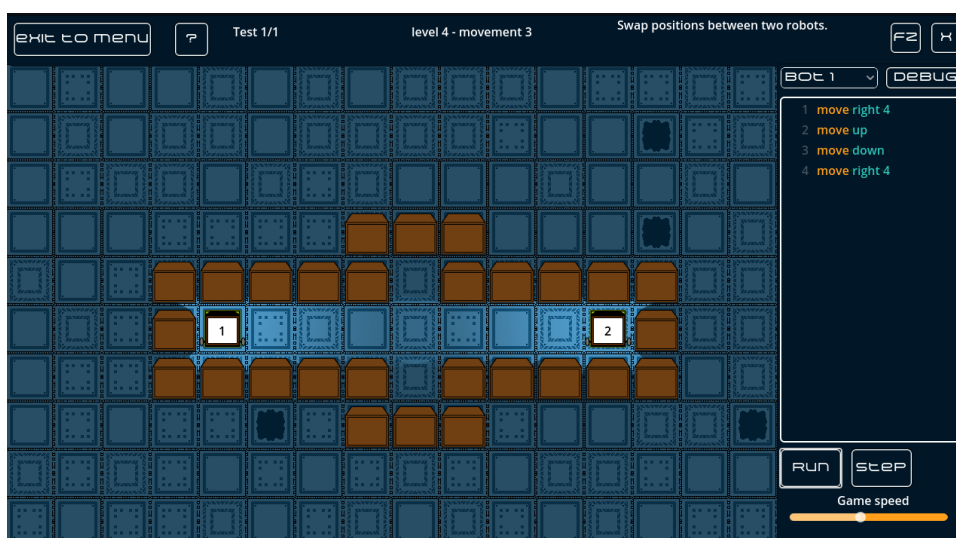 exit to menu
?
Test 1/1
level 4 - movement 3
Swap positions between two robots.
FZ
X
Bot 1
Debug
1 move right 4
2 move up
3 move down
4 move right 4
1
2
Run
Step
Game speed